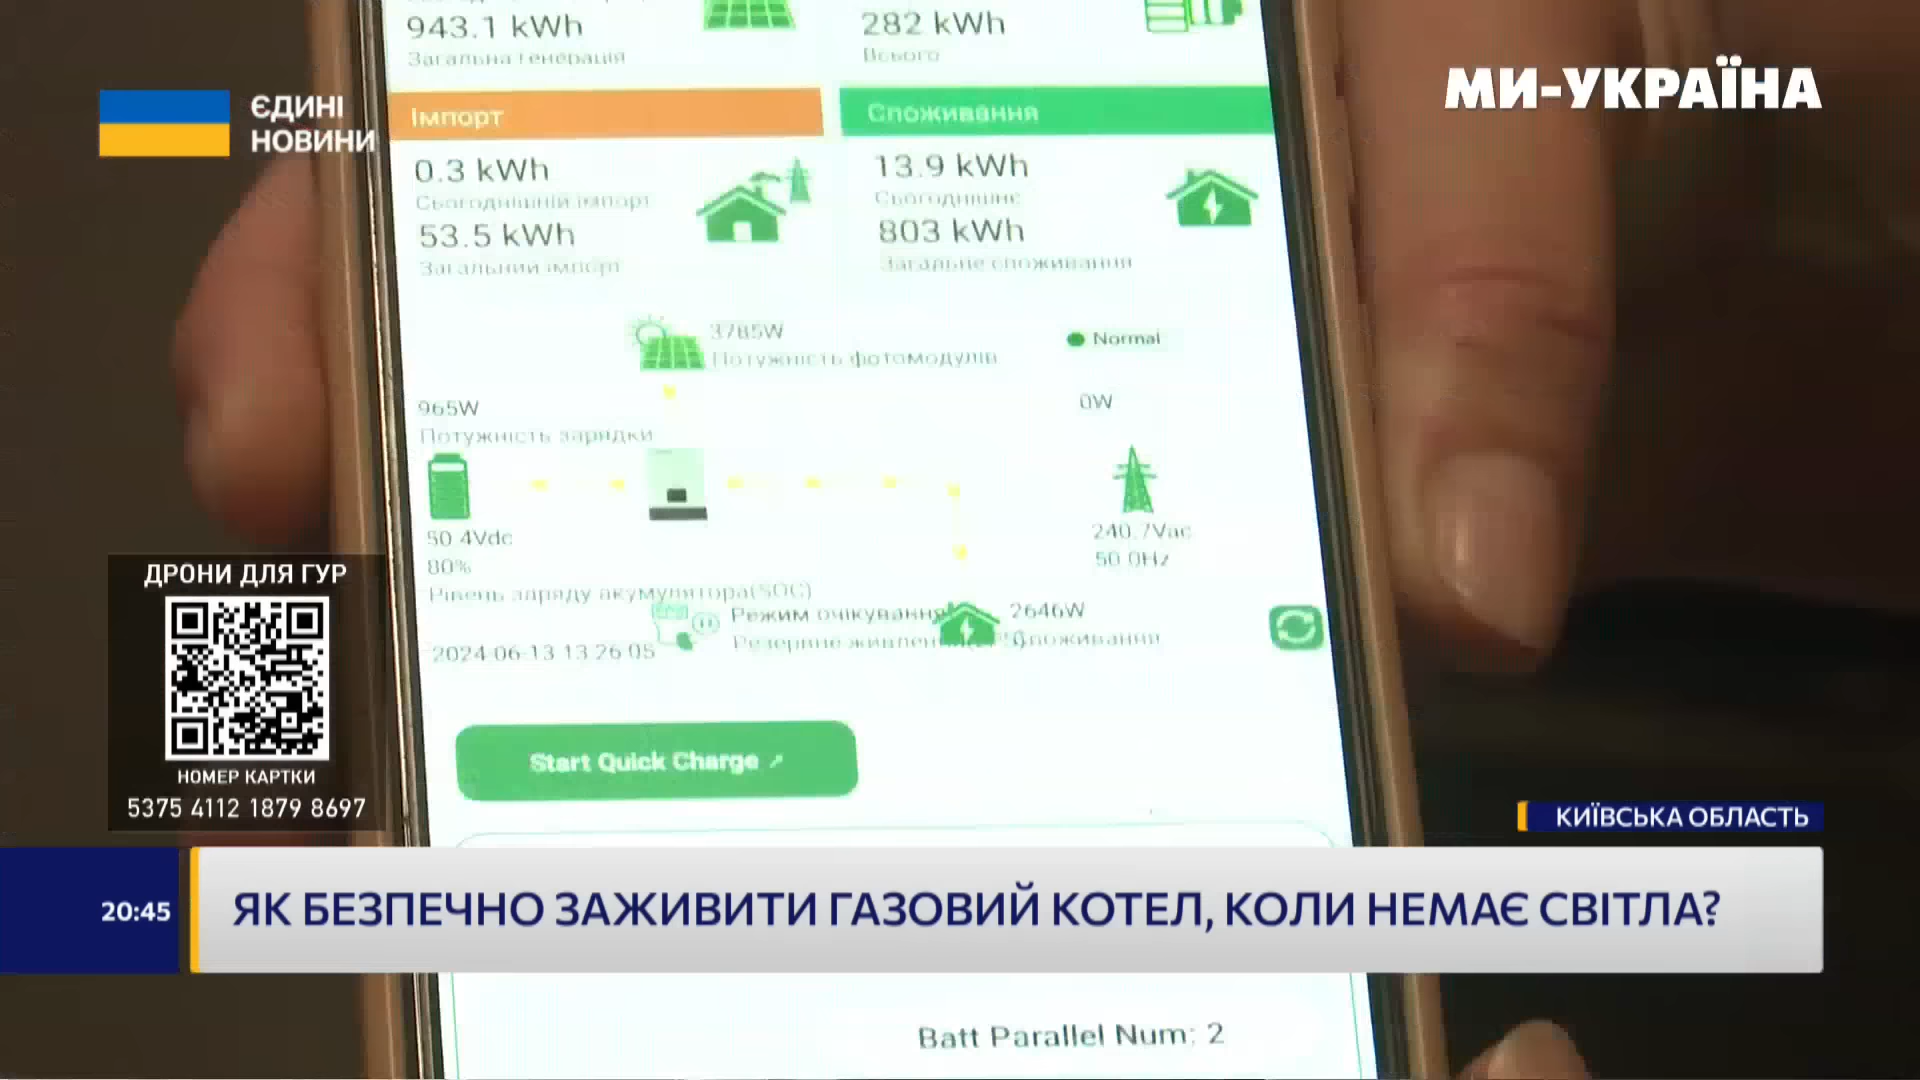 943.1 kWh
Загальна генерація
282 kWh
Всього
ЄДИНІ
НОВИНИ
МИ-УКРАЇНА
Імпорт
Споживання
0.3 kWh
Сьогоднішній імпорт
53.5 kWh
Загальний імпорт
13.9 kWh
Сьогоднішнє
803 kWh
Загальне споживання
3785W
Потужність фотомодулів
Normal
965W
Потужність зарядки
0W
50.4Vdc
80%
Рівень заряду акумулятора(SOC)
240.7Vac
50.0Hz
Режим очікування
Резервне живлення
2646W
Споживання
2024-06-13 13:26:05
Start Quick Charge
ДРОНИ ДЛЯ ГУР
НОМЕР КАРТКИ
5375 4112 1879 8697
КИЇВСЬКА ОБЛАСТЬ
20:45
ЯК БЕЗПЕЧНО ЗАЖИВИТИ ГАЗОВИЙ КОТЕЛ, КОЛИ НЕМАЄ СВІТЛА?
Batt Parallel Num: 2